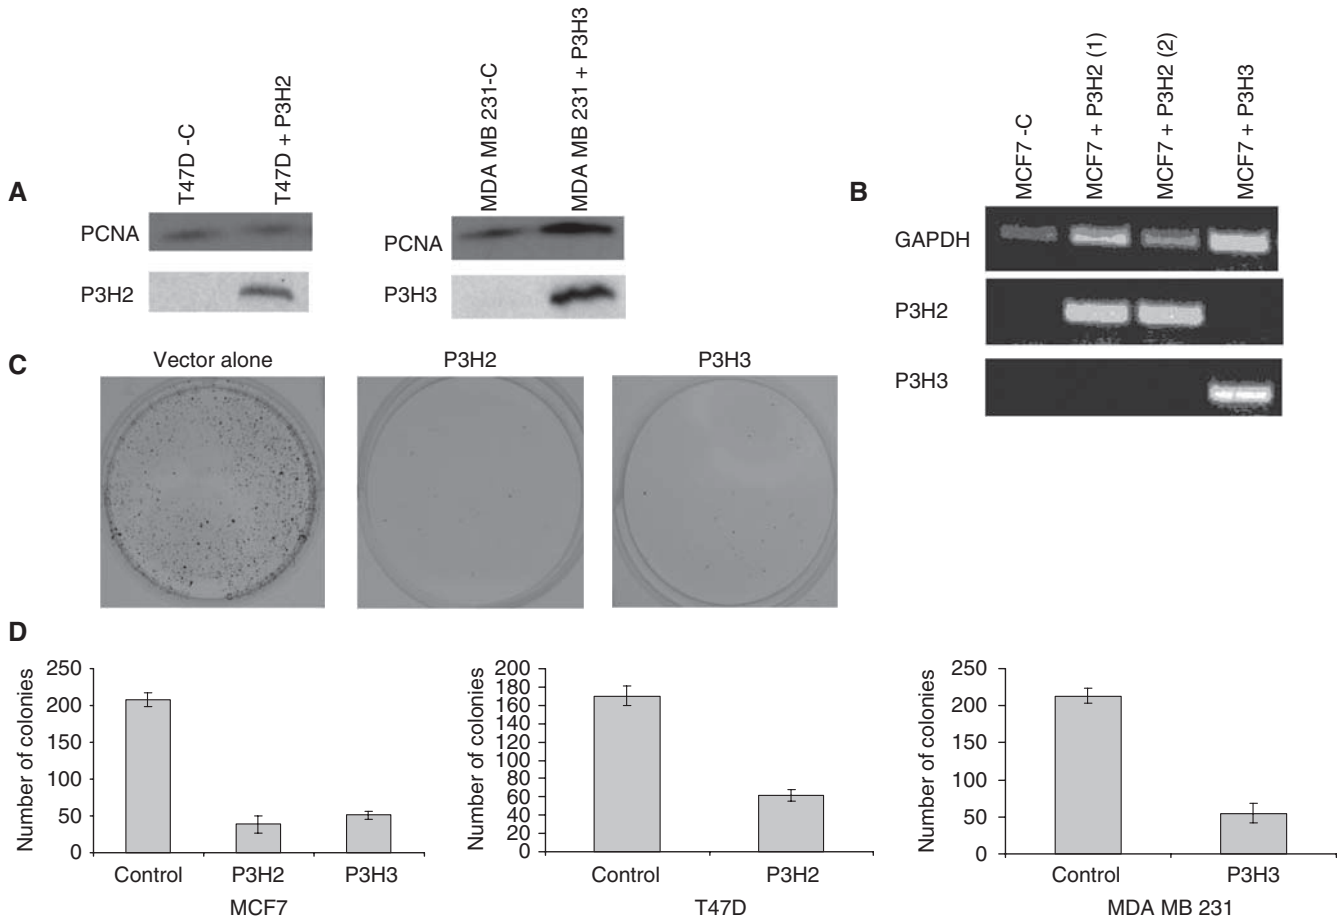 A
T47D -C
T47D + P3H2
PCNA
P3H2
MDA MB 231-C
MDA MB 231 + P3H3
PCNA
P3H3
B
MCF7 -C
MCF7 + P3H2 (1)
MCF7 + P3H2 (2)
MCF7 + P3H3
GAPDH
P3H2
P3H3
C
Vector alone
P3H2
P3H3
D
Number of colonies
250
200
150
100
50
0
Control
P3H2
P3H3
MCF7
Number of colonies
200
180
160
140
120
100
80
60
40
20
0
Control
P3H2
T47D
Number of colonies
250
200
150
100
50
0
Control
P3H3
MDA MB 231